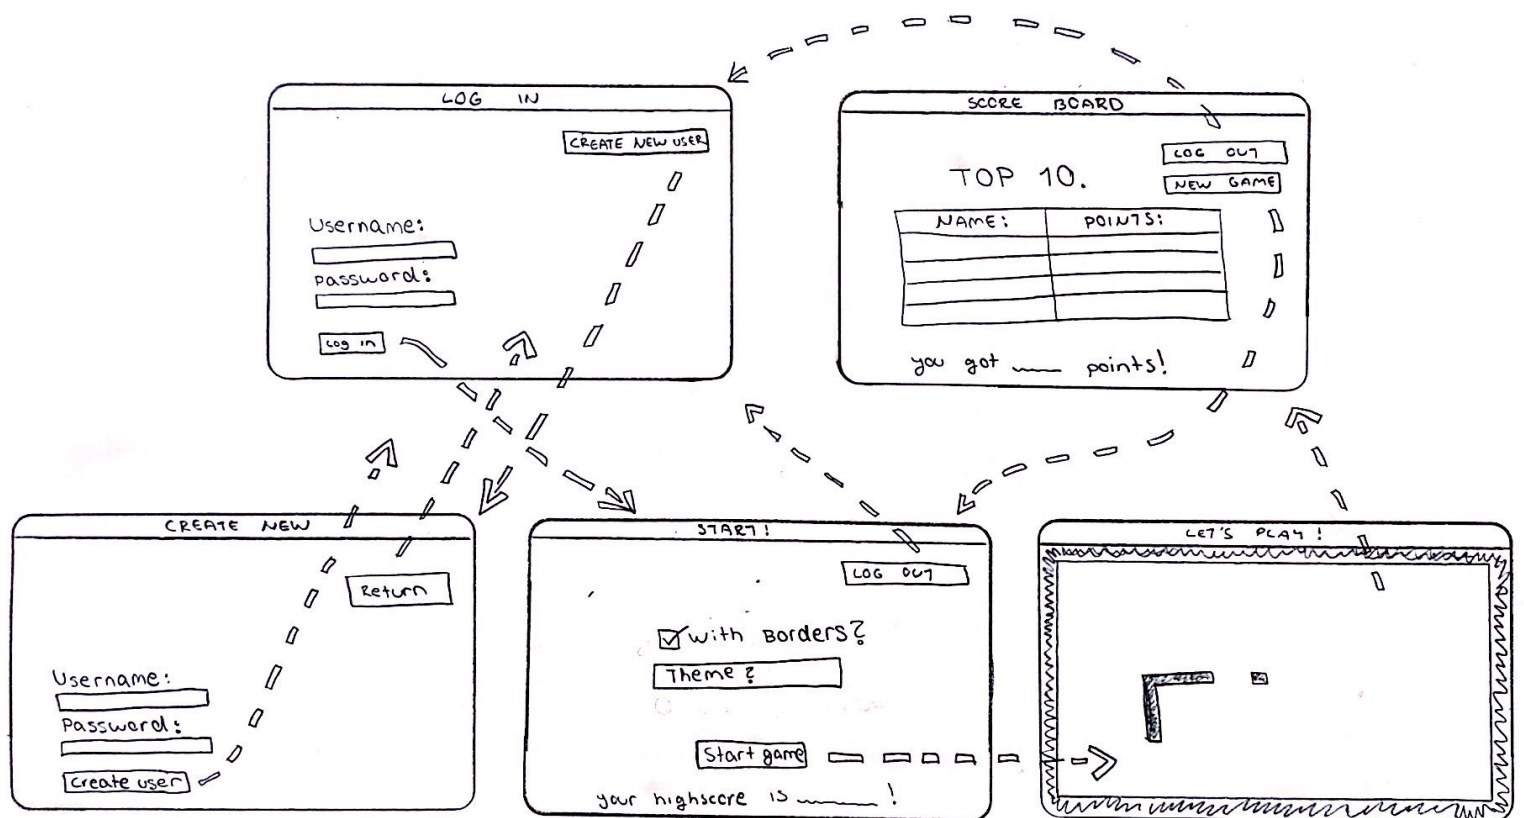 LOG IN
CREATE NEW USER
Username:
Password:
Log in
SCORE BOARD
LOG OUT
NEW GAME
TOP 10.
NAME: POINTS:
you got ___ points!
CREATE NEW
Return
Username:
Password:
Create user
START!
LOG OUT
With Borders?
Theme?
Start game
your highscore is ___ !
LET'S PLAY!